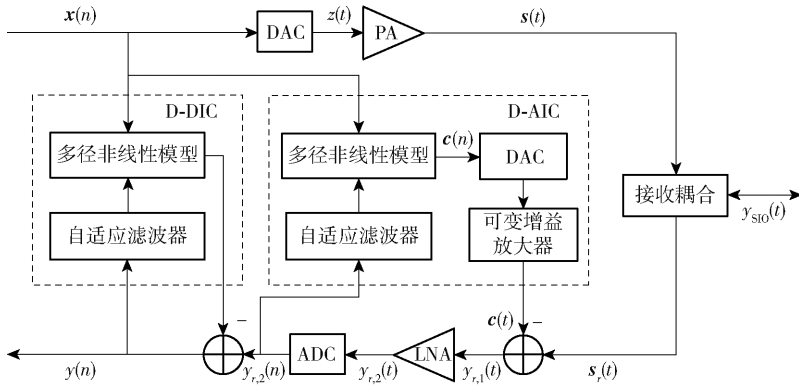 x(n)
DAC
z(t)
PA
s(t)
D-DIC
D-AIC
多径非线性模型
多径非线性模型
c(n)
DAC
接收耦合
y_SIO(t)
自适应滤波器
自适应滤波器
可变增益
放大器
−
c(t)
−
y(n)
y_r,2(n)
ADC
y_r,2(t)
LNA
y_r,1(t)
s_r(t)